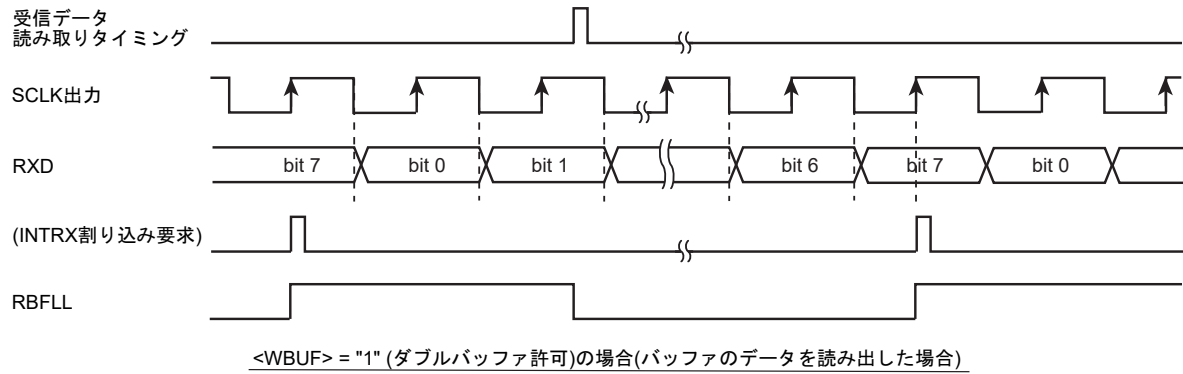 受信データ
読み取りタイミング
SCLK出力
RXD
bit 7
bit 0
bit 1
bit 6
bit 7
bit 0
(INTRX割り込み要求)
RBFLL
<WBUF> = "1" (ダブルバッファ許可)の場合(バッファのデータを読み出した場合)